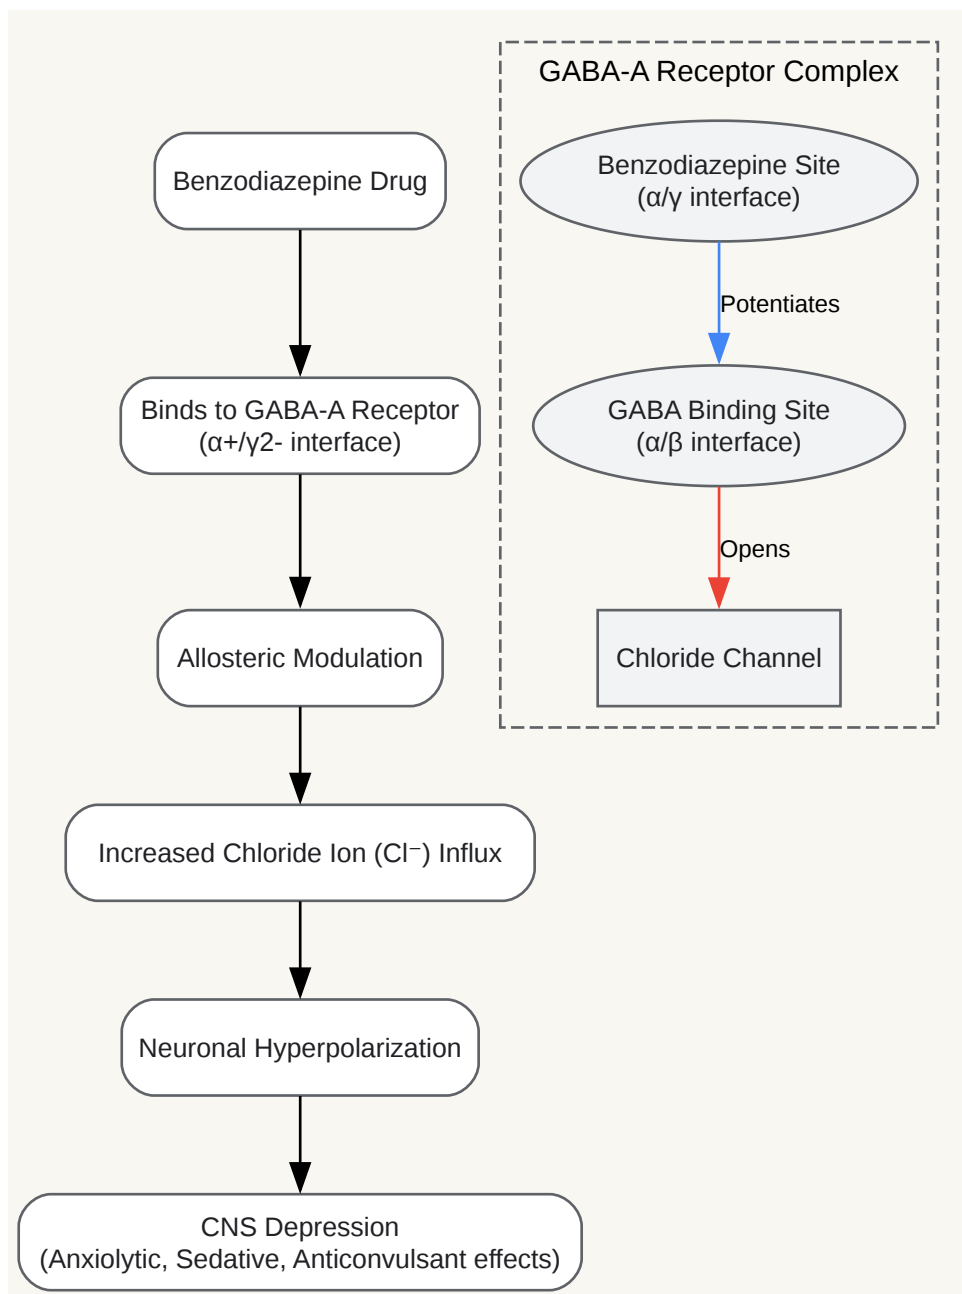 Benzodiazepine Drug
Binds to GABA-A Receptor
(α+/γ2- interface)
Allosteric Modulation
Increased Chloride Ion (Cl⁻) Influx
Neuronal Hyperpolarization
CNS Depression
(Anxiolytic, Sedative, Anticonvulsant effects)
GABA-A Receptor Complex
Benzodiazepine Site
(α/γ interface)
Potentiates
GABA Binding Site
(α/β interface)
Opens
Chloride Channel